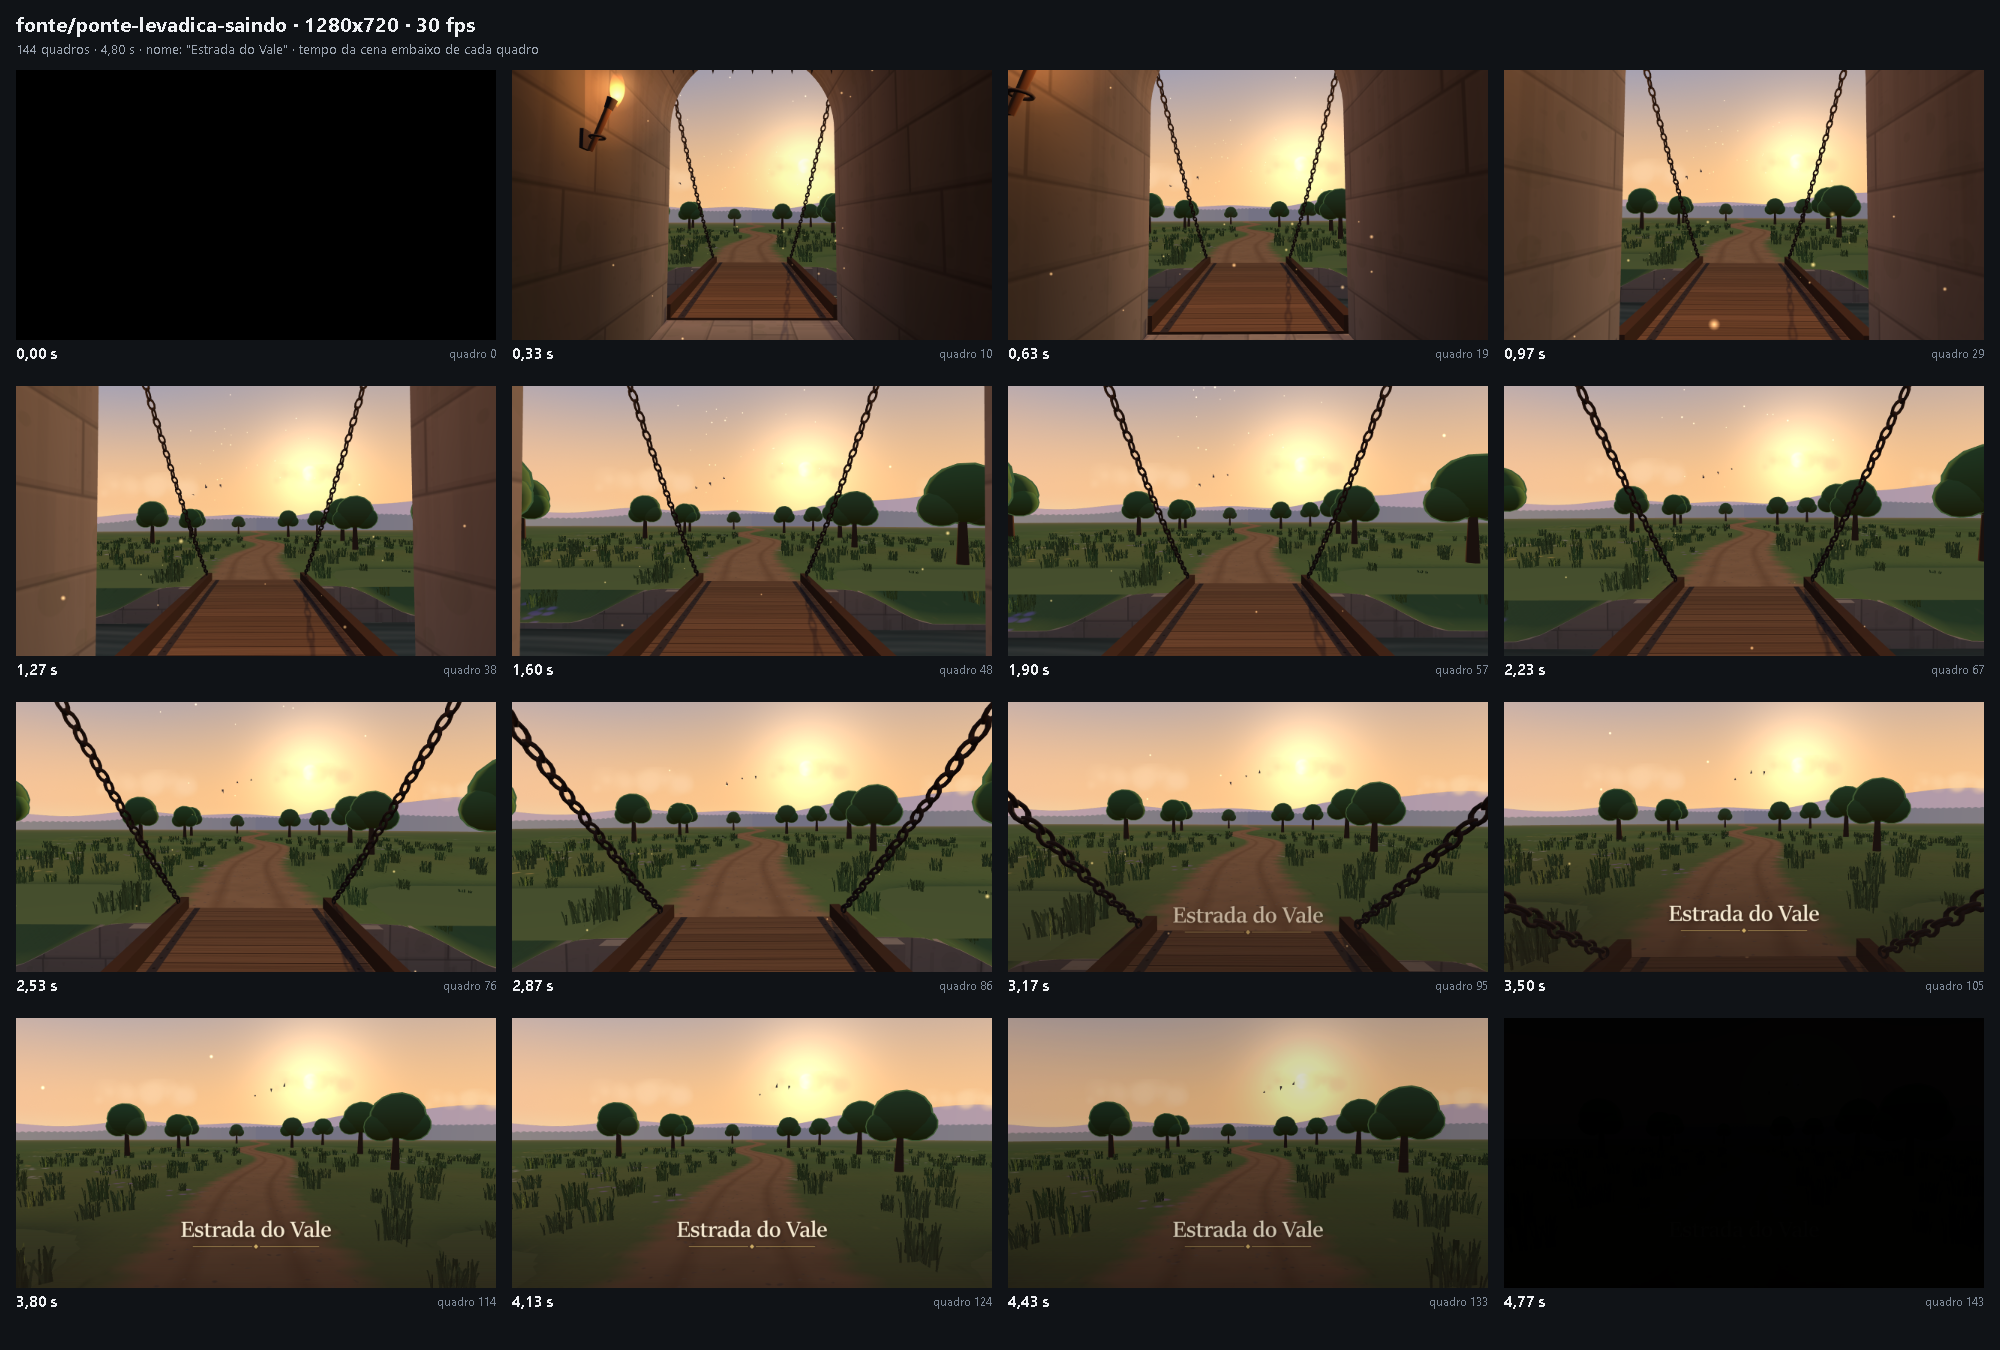 fonte/ponte-levadica-saindo · 1280x720 · 30 fps
144 quadros · 4,80 s · nome: "Estrada do Vale" · tempo da cena embaixo de cada quadro
0,00 s quadro 0
0,33 s quadro 10
0,63 s quadro 19
0,97 s quadro 29
1,27 s quadro 38
1,60 s quadro 48
1,90 s quadro 57
2,23 s quadro 67
Estrada do Vale
Estrada do Vale
2,53 s quadro 76
2,87 s quadro 86
3,17 s quadro 95
3,50 s quadro 105
Estrada do Vale
Estrada do Vale
Estrada do Vale
3,80 s quadro 114
4,13 s quadro 124
4,43 s quadro 133
4,77 s quadro 143